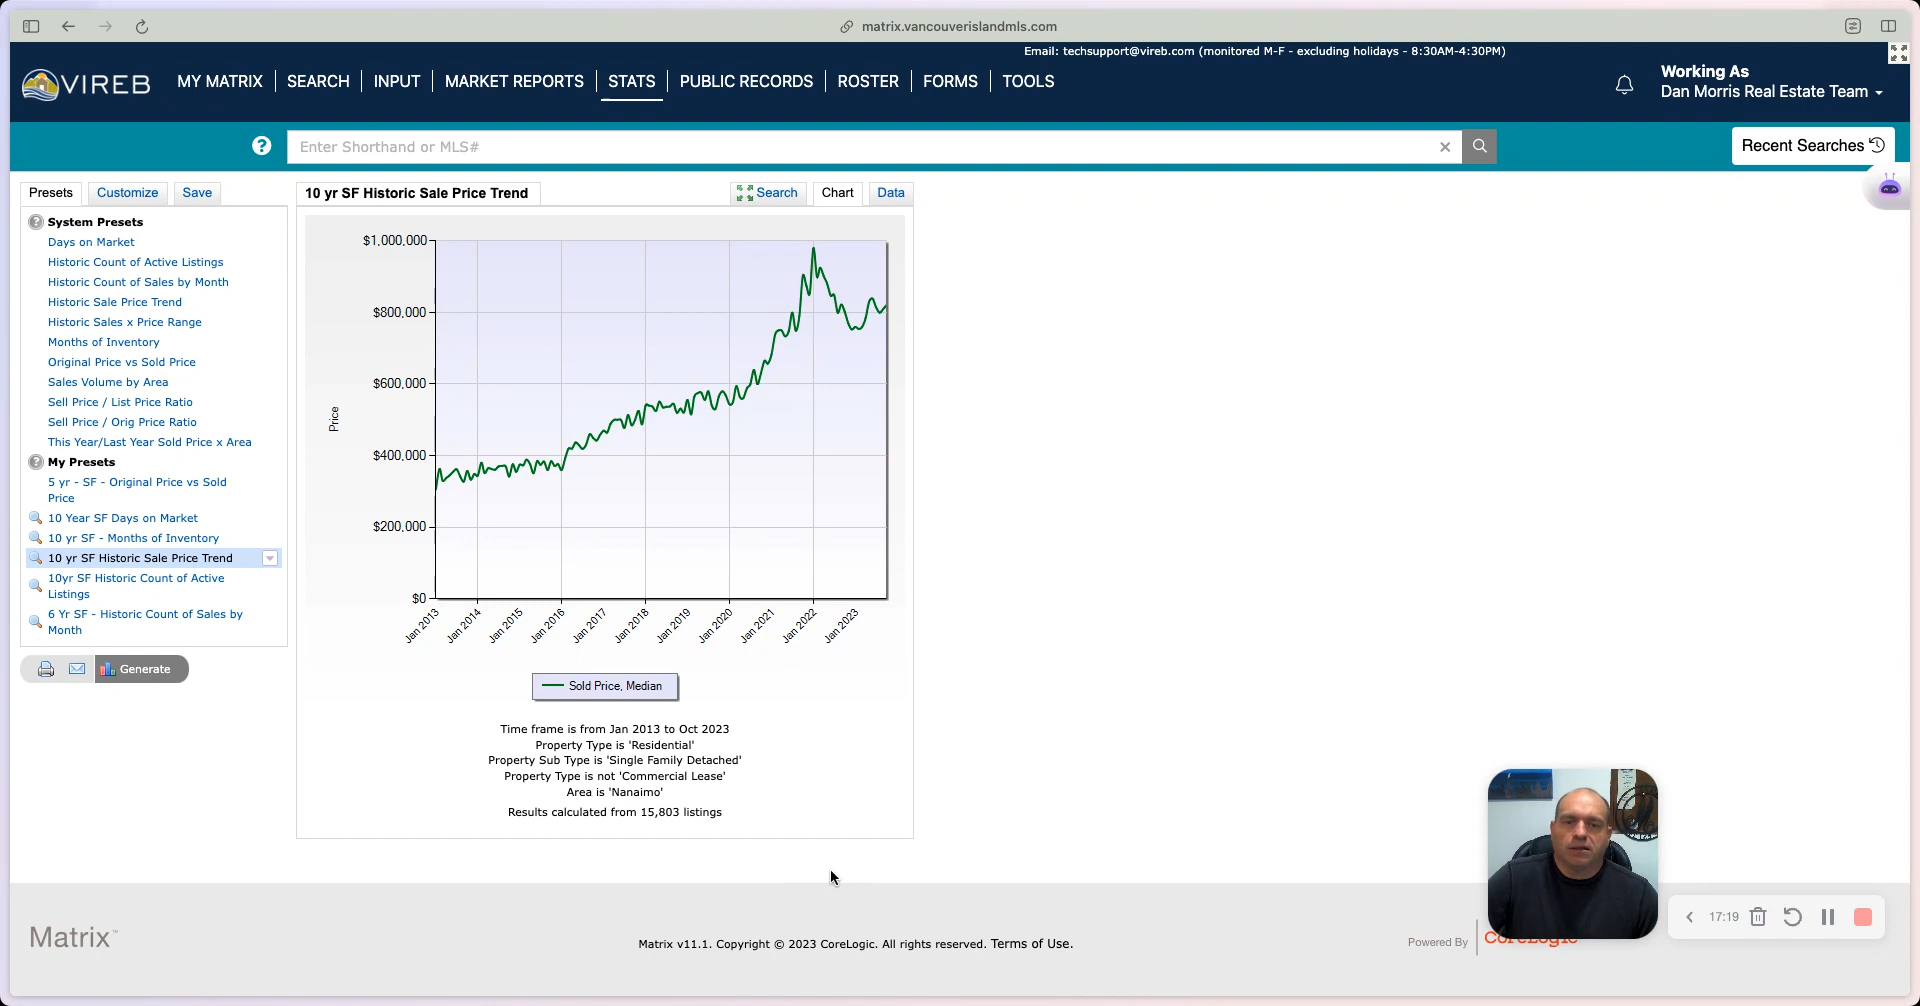 matrix.vancouverislandmls.com
Email: techsupport@vireb.com (monitored M-F - excluding holidays - 8:30AM-4:30PM)
VIREB
MY MATRIX
SEARCH
INPUT
MARKET REPORTS
STATS
PUBLIC RECORDS
ROSTER
FORMS
TOOLS
Working As
Dan Morris Real Estate Team
Enter Shorthand or MLS#
Recent Searches
Presets
Customize
Save
System Presets
Days on Market
Historic Count of Active Listings
Historic Count of Sales by Month
Historic Sale Price Trend
Historic Sales x Price Range
Months of Inventory
Original Price vs Sold Price
Sales Volume by Area
Sell Price / List Price Ratio
Sell Price / Orig Price Ratio
This Year/Last Year Sold Price x Area
My Presets
5 yr - SF - Original Price vs Sold
Price
10 Year SF Days on Market
10 yr SF - Months of Inventory
10 yr SF Historic Sale Price Trend
10yr SF Historic Count of Active
Listings
6 Yr SF - Historic Count of Sales by
Month
Generate
10 yr SF Historic Sale Price Trend
Search
Chart
Data
Price
$1,000,000
$800,000
$600,000
$400,000
$200,000
$0
Jan 2013
Jan 2014
Jan 2015
Jan 2016
Jan 2017
Jan 2018
Jan 2019
Jan 2020
Jan 2021
Jan 2022
Jan 2023
Sold Price, Median
Time frame is from Jan 2013 to Oct 2023
Property Type is 'Residential'
Property Sub Type is 'Single Family Detached'
Property Type is not 'Commercial Lease'
Area is 'Nanaimo'
Results calculated from 15,803 listings
17:19
Matrix™
Matrix v11.1. Copyright © 2023 CoreLogic. All rights reserved. Terms of Use.
Powered By
CoreLogic